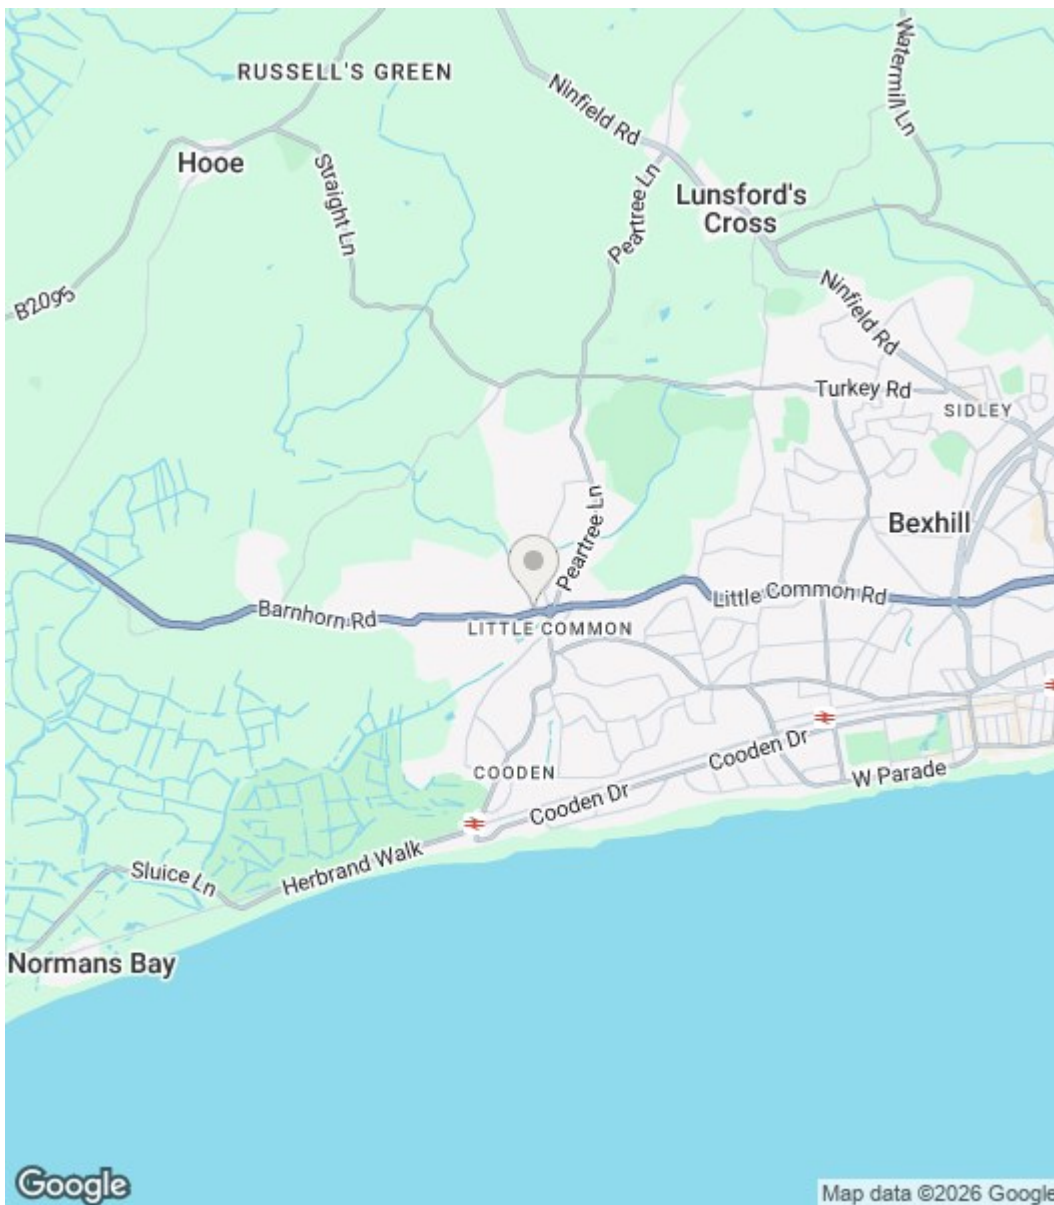 RUSSELL'S GREEN
Ninfield Rd
Watermill Ln
Hooe
Straight Ln
Peartree Ln
Lunsford's
Cross
B2095
Ninfield Rd
Turkey Rd
SIDLEY
Peartree Ln
Bexhill
Barnhorn Rd
Little Common Rd
LITTLE COMMON
Cooden Dr
COODEN
W Parade
Cooden Dr
Herbrand Walk
Sluice Ln
Normans Bay
Google
Map data ©2026 Google